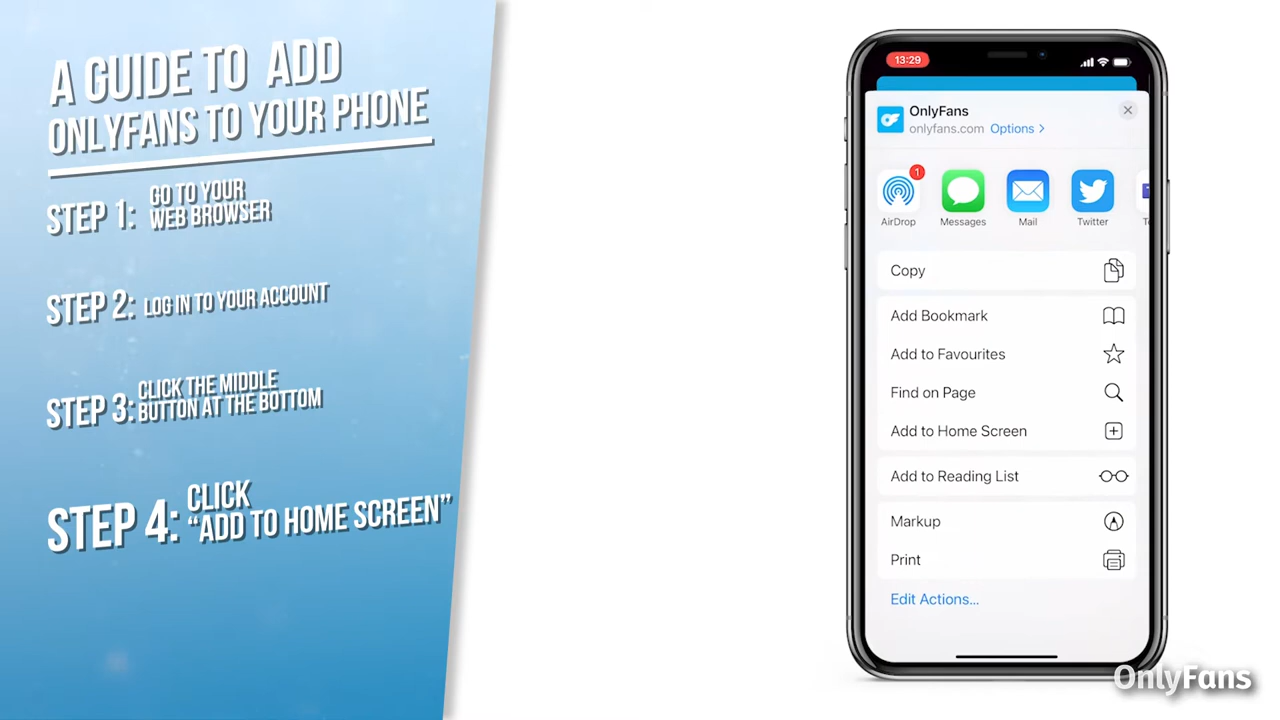 A GUIDE TO ADD
ONLYFANS TO YOUR PHONE
STEP 1: GO TO YOUR
WEB BROWSER
STEP 2: LOG IN TO YOUR ACCOUNT
STEP 3: CLICK THE MIDDLE
BUTTON AT THE BOTTOM
STEP 4: CLICK
“ADD TO HOME SCREEN”
13:29
OnlyFans
onlyfans.com Options >
1
AirDrop Messages Mail Twitter
Copy
Add Bookmark
Add to Favourites
Find on Page
Add to Home Screen
Add to Reading List
Markup
Print
Edit Actions...
OnlyFans